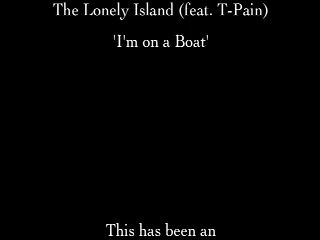 The Lonely Island (feat. T-Pain)
'I'm on a Boat'
This has been an